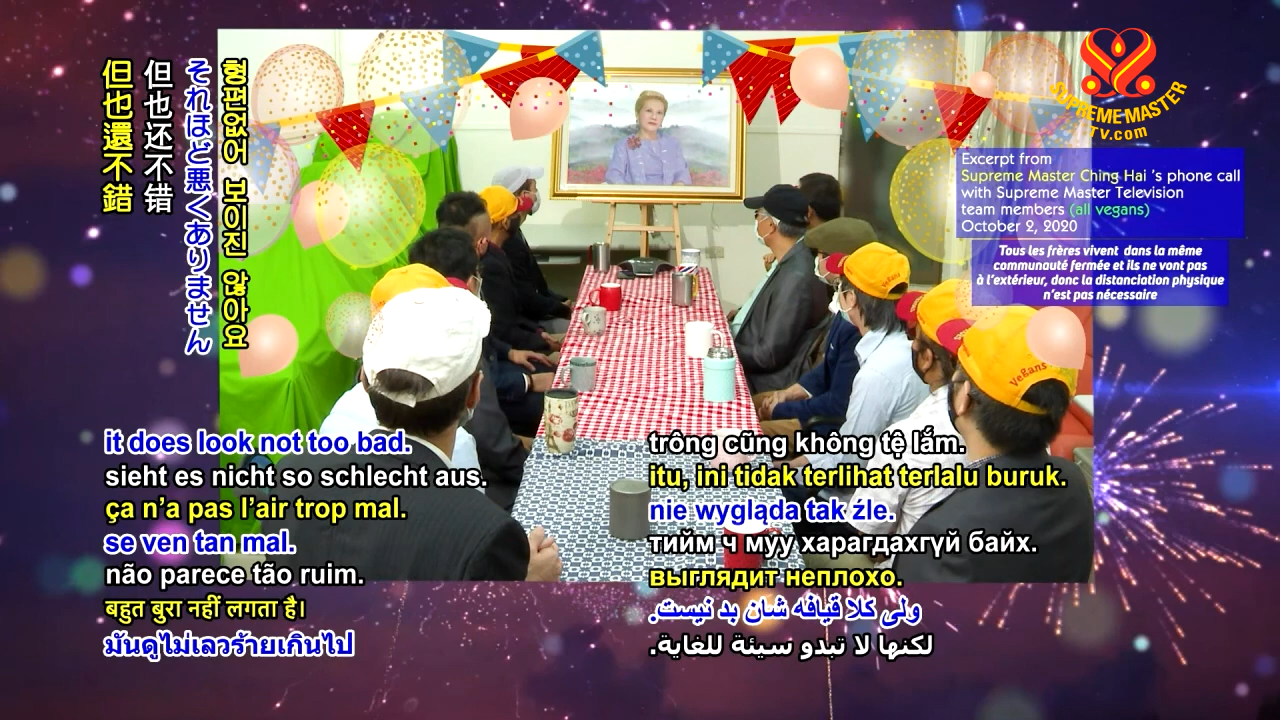 但也還不錯
但也还不错
それほど悪くありません
형편없어 보이진 않아요
SUPREME MASTER
TV.com
Excerpt from
Supreme Master Ching Hai 's phone call
with Supreme Master Television
team members (all vegans)
October 2, 2020
Tous les frères vivent dans la même
communauté fermée et ils ne vont pas
à l'extérieur, donc la distanciation physique
n'est pas nécessaire
Vegans
it does look not too bad.
sieht es nicht so schlecht aus.
ça n'a pas l'air trop mal.
se ven tan mal.
não parece tão ruim.
बहुत बुरा नहीं लगता है।
มันดูไม่เลวร้ายเกินไป
trông cũng không tệ lắm.
itu, ini tidak terlihat terlalu buruk.
nie wygląda tak źle.
тийм ч муу харагдахгүй байх.
выглядит неплохо.
ولی کلا قیافه شان بد نیست.
لكنها لا تبدو سيئة للغاية.